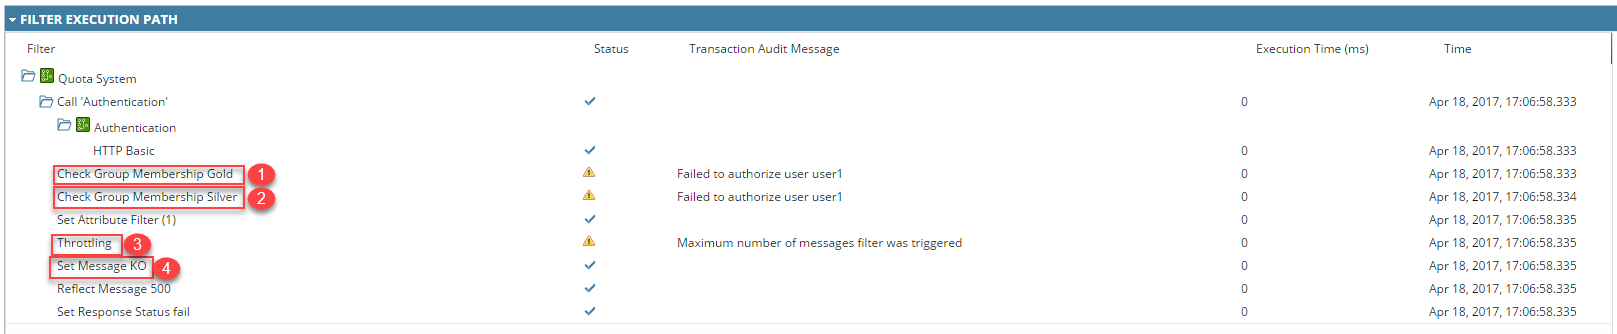 FILTER EXECUTION PATH
Filter Status Transaction Audit Message Execution Time (ms) Time
Quota System
Call 'Authentication' 0 Apr 18, 2017, 17:06:58.333
Authentication
HTTP Basic 0 Apr 18, 2017, 17:06:58.333
Check Group Membership Gold 1 Failed to authorize user user1 0 Apr 18, 2017, 17:06:58.333
Check Group Membership Silver 2 Failed to authorize user user1 0 Apr 18, 2017, 17:06:58.334
Set Attribute Filter (1) 0 Apr 18, 2017, 17:06:58.335
Throttling 3 Maximum number of messages filter was triggered 0 Apr 18, 2017, 17:06:58.335
Set Message KO 4 0 Apr 18, 2017, 17:06:58.335
Reflect Message 500 0 Apr 18, 2017, 17:06:58.335
Set Response Status fail 0 Apr 18, 2017, 17:06:58.335